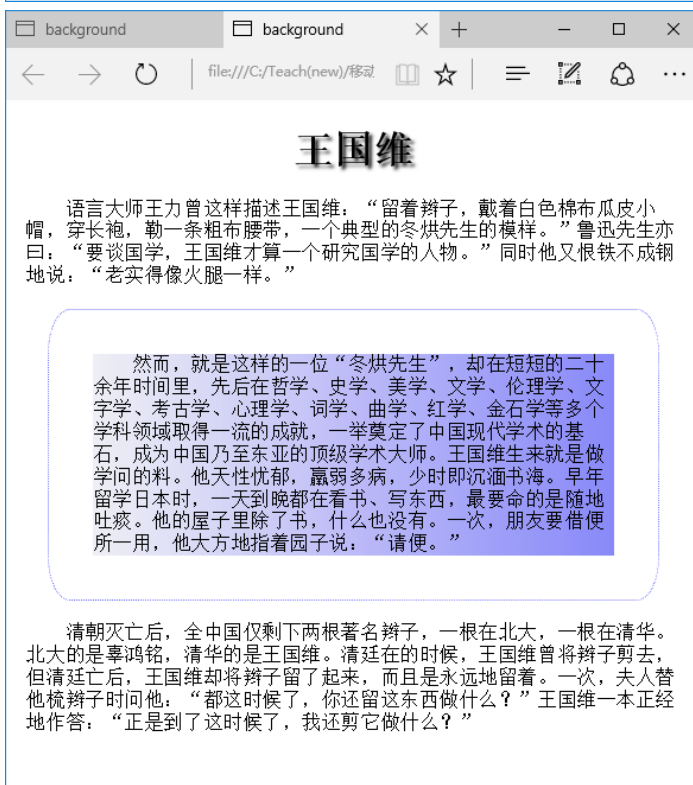 background
background
file:///C:/Teach(new)/移动
王国维
语言大师王力曾这样描述王国维：“留着辫子，戴着白色棉布瓜皮小
帽，穿长袍，勒一条粗布腰带，一个典型的冬烘先生的模样。”鲁迅先生亦
曰：“要谈国学，王国维才算一个研究国学的人物。”同时他又恨铁不成钢
地说：“老实得像火腿一样。”
然而，就是这样的一位“冬烘先生”，却在短短的二十
余年时间里，先后在哲学、史学、美学、文学、伦理学、文
字学、考古学、心理学、词学、曲学、红学、金石学等多个
学科领域取得一流的成就，一举奠定了中国现代学术的基
石，成为中国乃至东亚的顶级学术大师。王国维生来就是做
学问的料。他天性忧郁，羸弱多病，少时即沉湎书海。早年
留学日本时，一天到晚都在看书、写东西，最要命的是随地
吐痰。他的屋子里除了书，什么也没有。一次，朋友要借便
所一用，他大方地指着园子说：“请便。”
清朝灭亡后，全中国仅剩下两根著名辫子，一根在北大，一根在清华。
北大的是辜鸿铭，清华的是王国维。清廷在的时候，王国维曾将辫子剪去，
但清廷亡后，王国维却将辫子留了起来，而且是永远地留着。一次，夫人替
他梳辫子时问他：“都这时候了，你还留这东西做什么？”王国维一本正经
地作答：“正是到了这时候了，我还剪它做什么？”